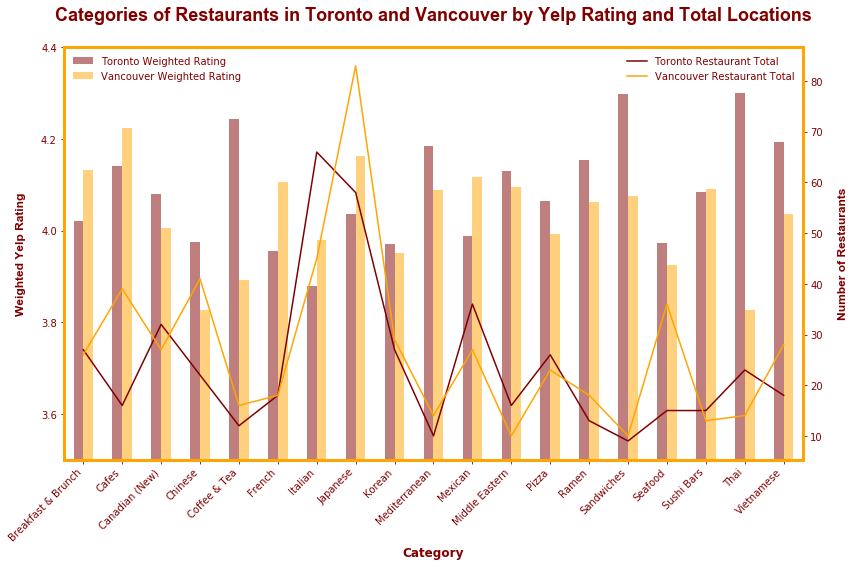 Categories of Restaurants in Toronto and Vancouver by Yelp Rating and Total Locations
Toronto Weighted Rating
Vancouver Weighted Rating
Toronto Restaurant Total
Vancouver Restaurant Total
Weighted Yelp Rating
4.4
4.2
4.0
3.8
3.6
Number of Restaurants
80
70
60
50
40
30
20
10
Breakfast & Brunch
Cafes
Canadian (New)
Chinese
Coffee & Tea
French
Italian
Japanese
Korean
Mediterranean
Mexican
Middle Eastern
Pizza
Ramen
Sandwiches
Seafood
Sushi Bars
Thai
Vietnamese
Category